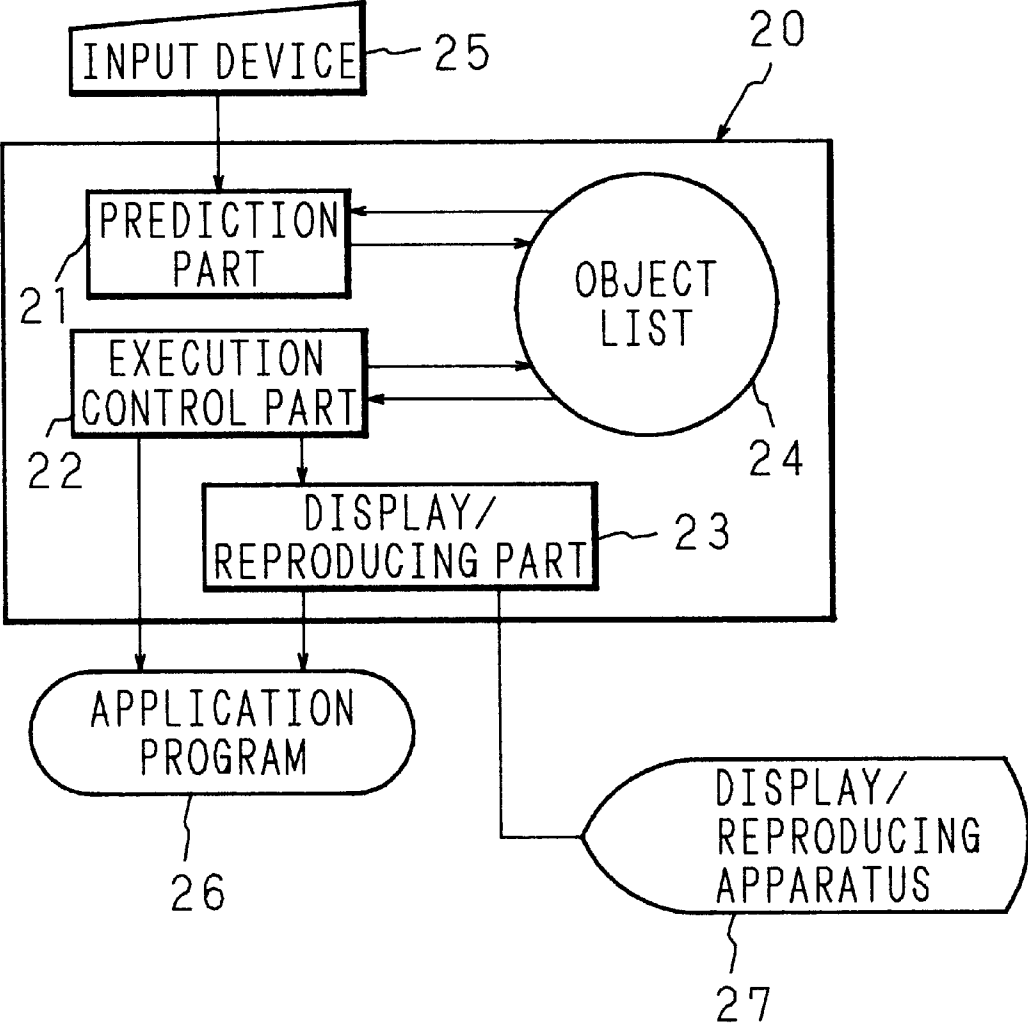 INPUT DEVICE
25
20
PREDICTION
PART
21
OBJECT
LIST
24
EXECUTION
CONTROL PART
22
DISPLAY/
REPRODUCING PART
23
APPLICATION
PROGRAM
26
DISPLAY/
REPRODUCING
APPARATUS
27